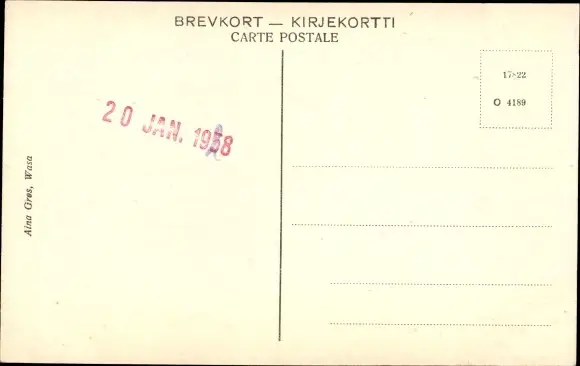 BREVKORT — KIRJEKORTTI
CARTE POSTALE
17-22
O 4189
20 JAN. 1958
Aina Gros, Wasa